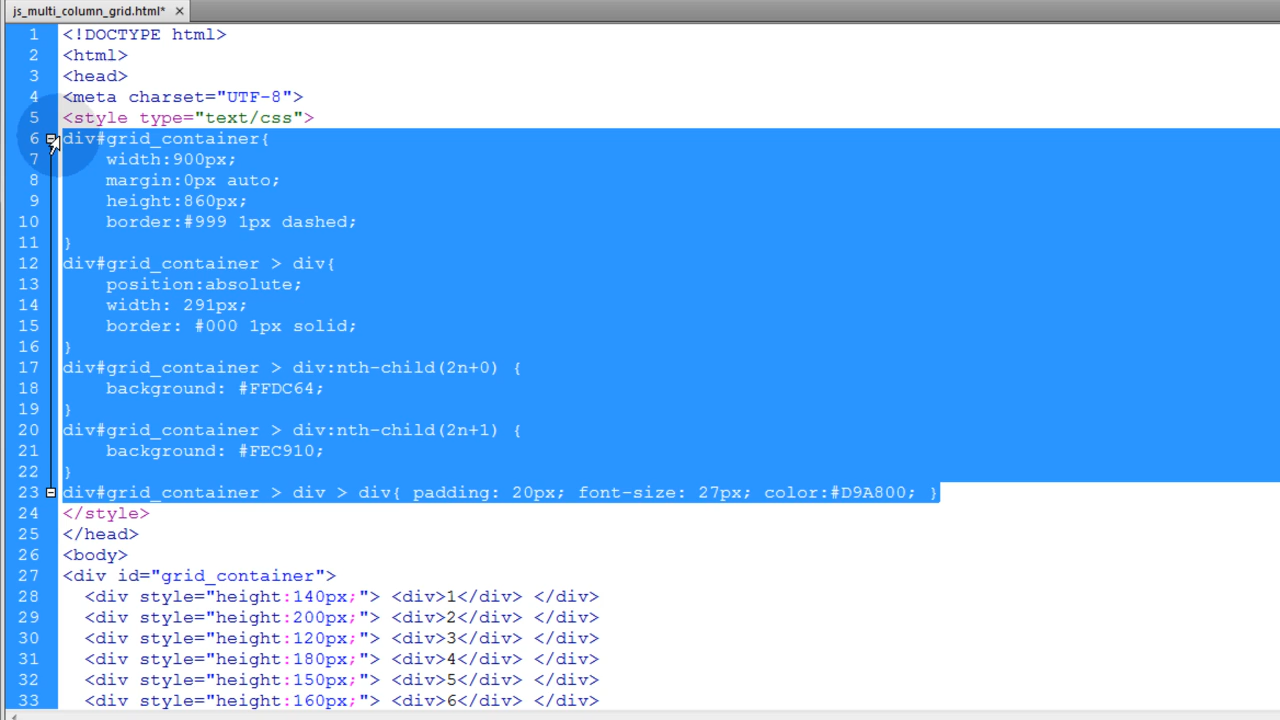 js_multi_column_grid.html* ×
1 <!DOCTYPE html>
2 <html>
3 <head>
4 <meta charset="UTF-8">
5 <style type="text/css">
6 div#grid_container{
7 width:900px;
8 margin:0px auto;
9 height:860px;
10 border:#999 1px dashed;
11 }
12 div#grid_container > div{
13 position:absolute;
14 width: 291px;
15 border: #000 1px solid;
16 }
17 div#grid_container > div:nth-child(2n+0) {
18 background: #FFDC64;
19 }
20 div#grid_container > div:nth-child(2n+1) {
21 background: #FEC910;
22 }
23 div#grid_container > div > div{ padding: 20px; font-size: 27px; color:#D9A800; }
24 </style>
25 </head>
26 <body>
27 <div id="grid_container">
28 <div style="height:140px;"> <div>1</div> </div>
29 <div style="height:200px;"> <div>2</div> </div>
30 <div style="height:120px;"> <div>3</div> </div>
31 <div style="height:180px;"> <div>4</div> </div>
32 <div style="height:150px;"> <div>5</div> </div>
33 <div style="height:160px;"> <div>6</div> </div>